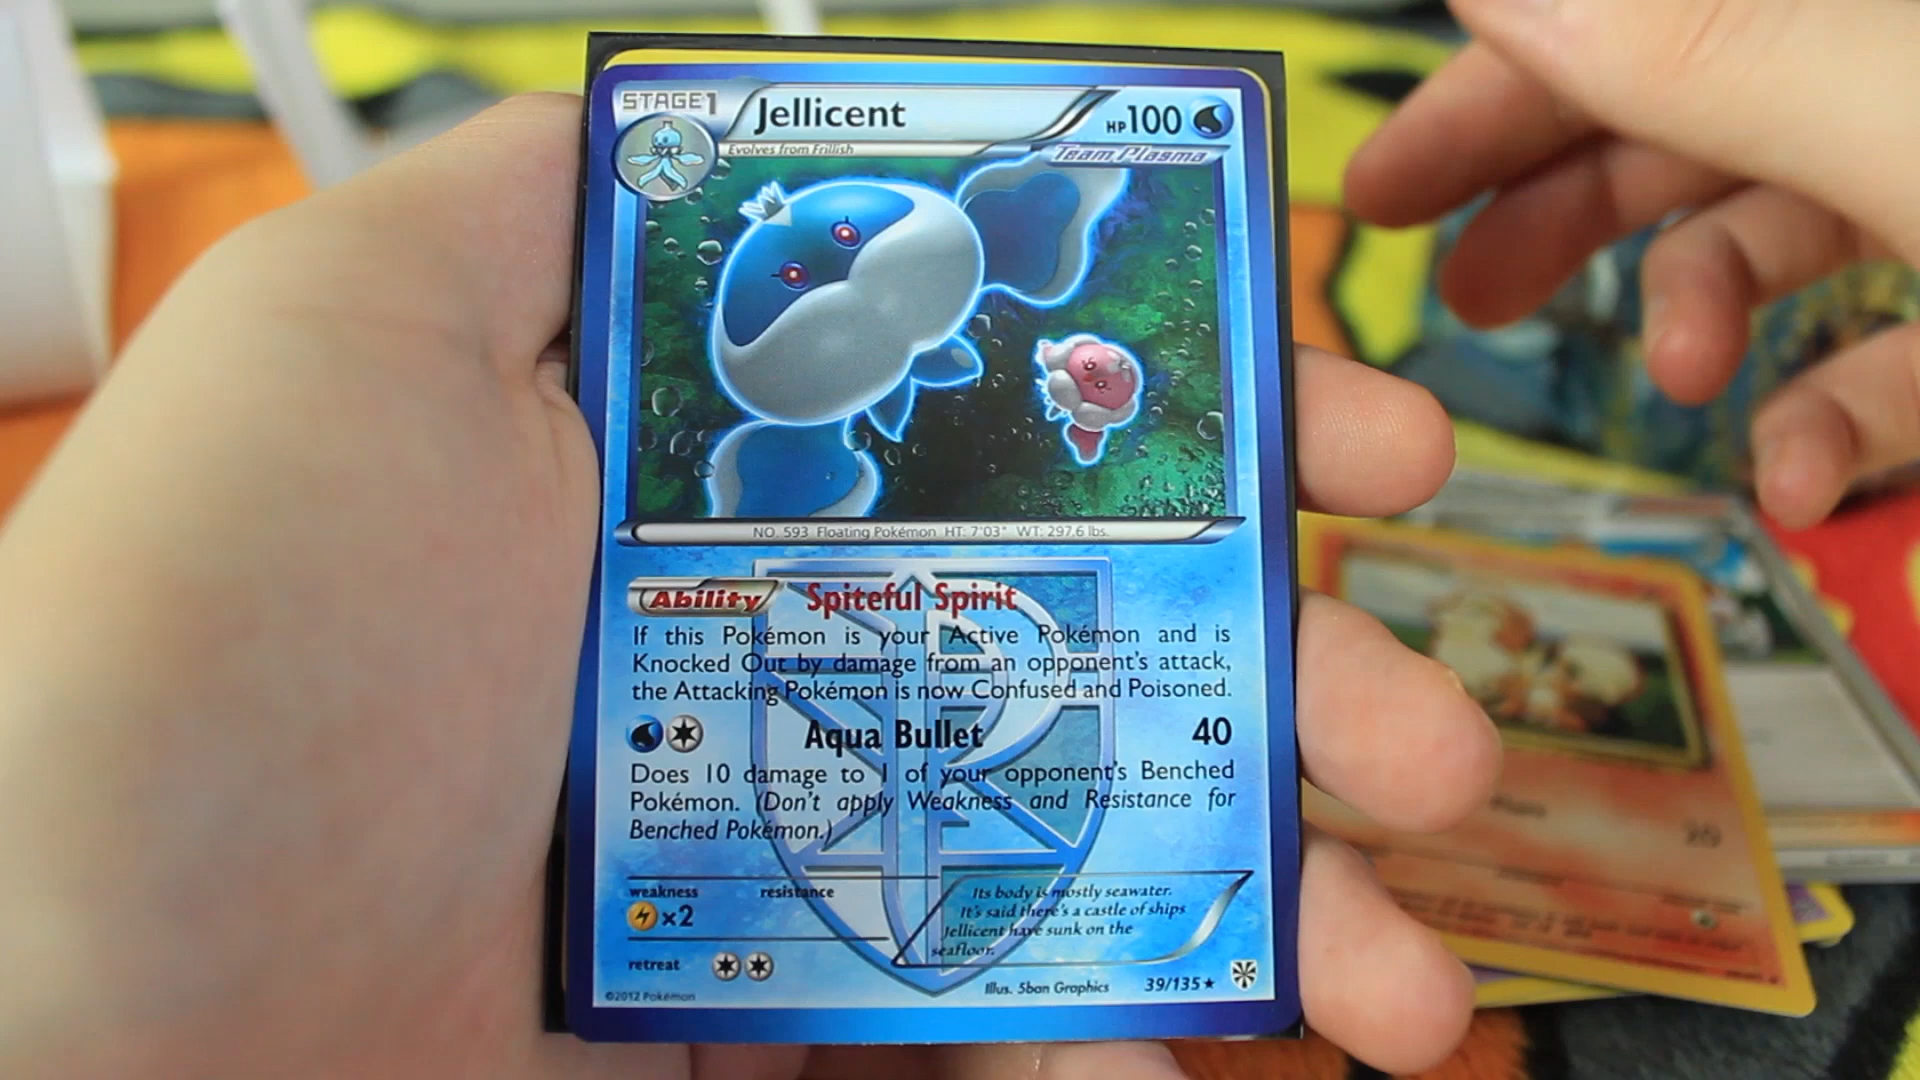 STAGE1
Jellicent
HP100
Evolves from Frillish
Team Plasma
NO. 593 Floating Pokémon HT: 7'03" WT: 297.6 lbs.
Ability Spiteful Spirit
If this Pokémon is your Active Pokémon and is
Knocked Out by damage from an opponent's attack,
the Attacking Pokémon is now Confused and Poisoned.
Aqua Bullet 40
Does 10 damage to 1 of your opponent's Benched
Pokémon. (Don't apply Weakness and Resistance for
Benched Pokémon.)
weakness resistance
×2
Its body is mostly seawater.
It's said there's a castle of ships
Jellicent have sunk on the
seafloor.
retreat
©2012 Pokémon
Illus. 5ban Graphics
39/135★
20